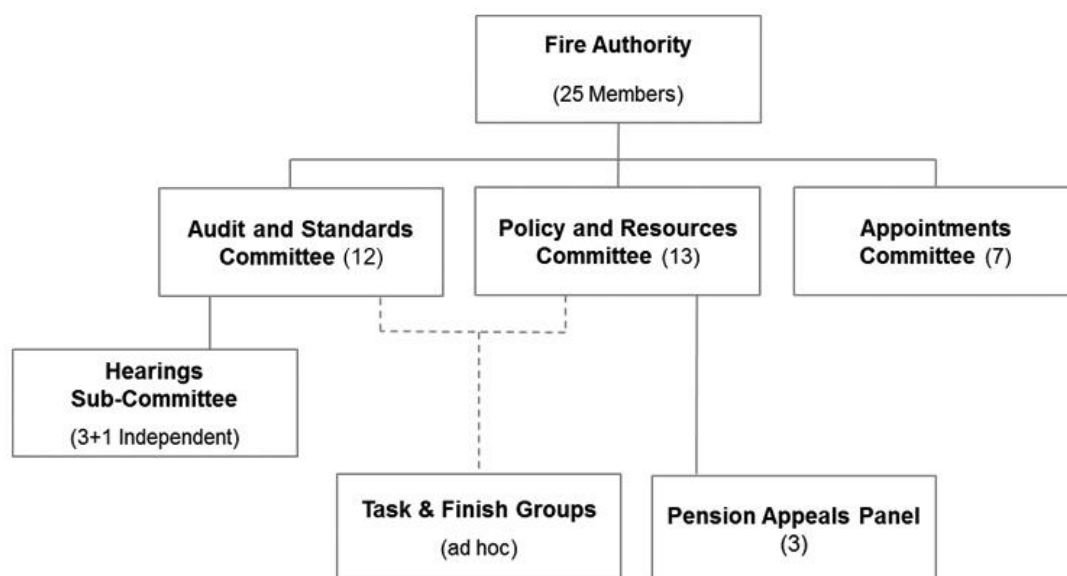 Fire Authority
(25 Members)
Audit and Standards
Committee (12)
Policy and Resources
Committee (13)
Appointments
Committee (7)
Hearings
Sub-Committee
(3+1 Independent)
Task & Finish Groups
(ad hoc)
Pension Appeals Panel
(3)